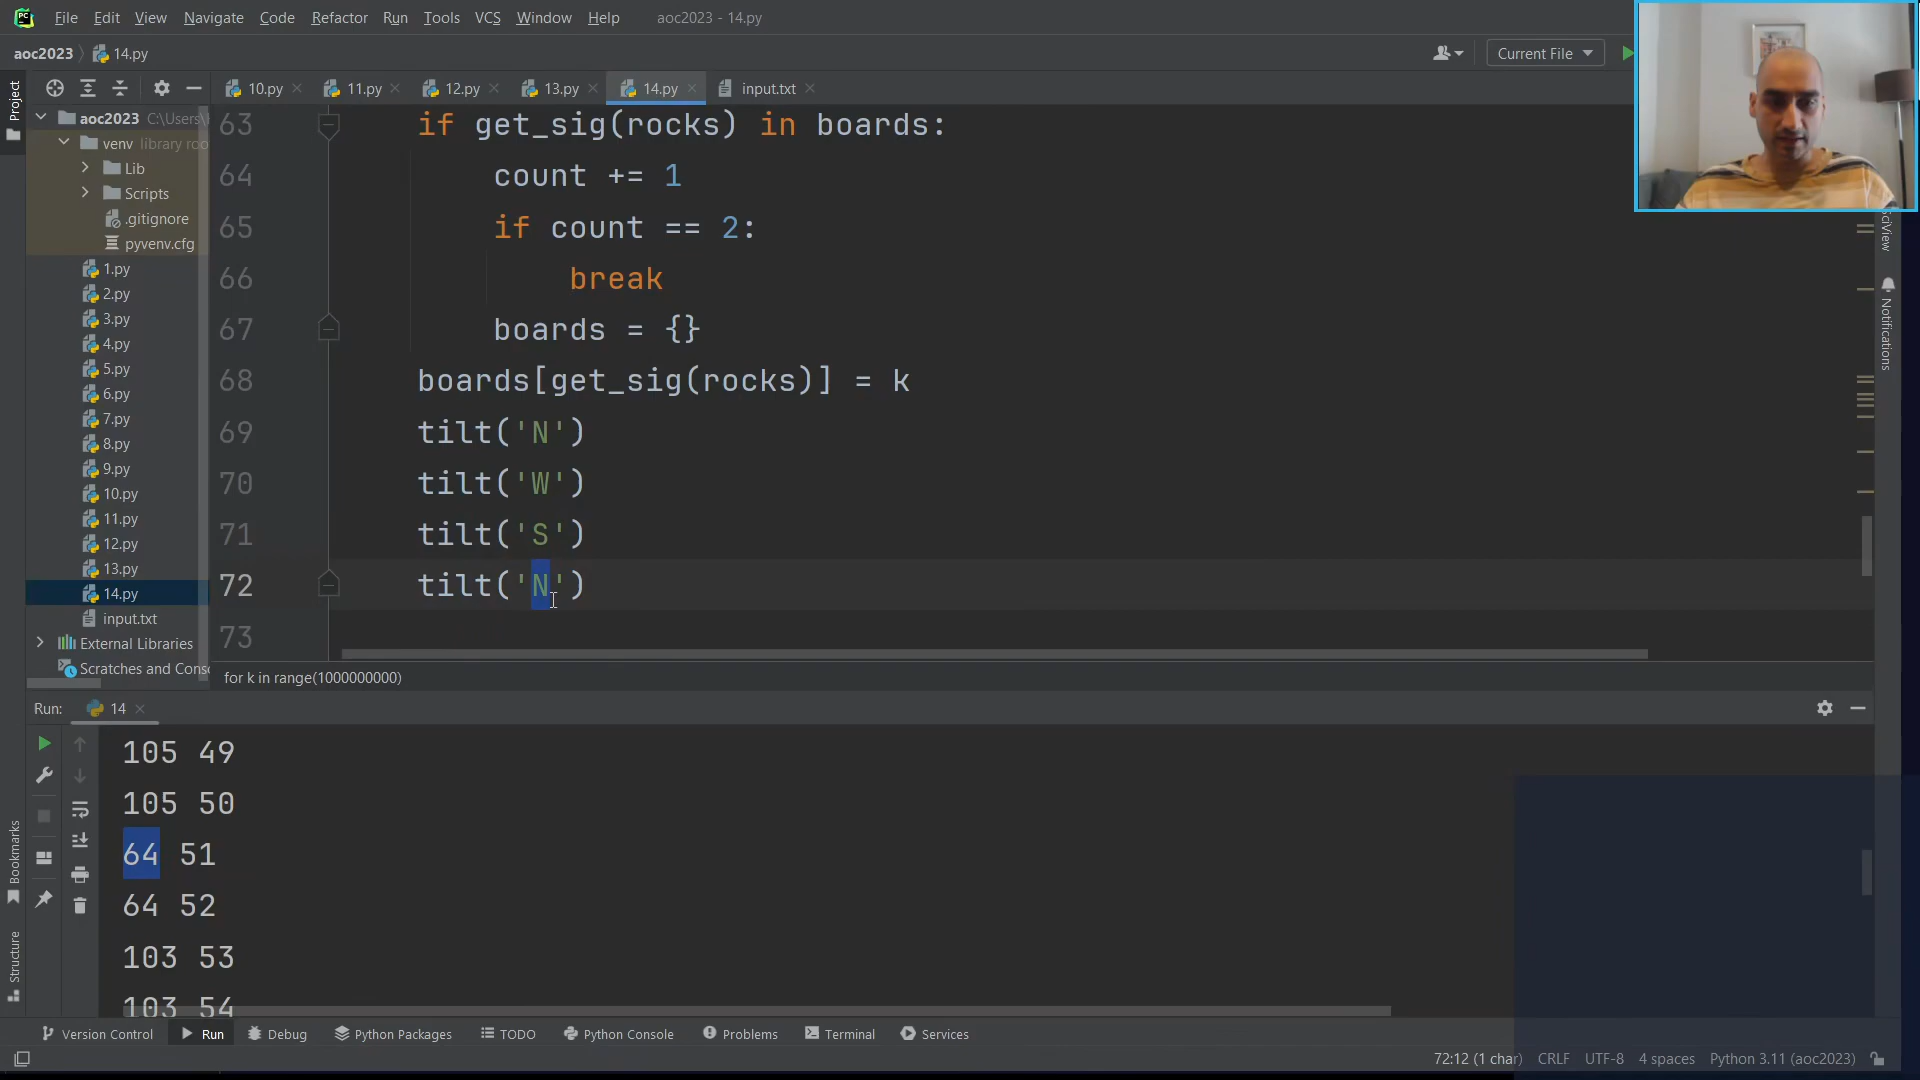 File Edit View Navigate Code Refactor Run Tools VCS Window Help aoc2023 - 14.py
aoc2023 14.py Current File
Project
10.py 11.py 12.py 13.py 14.py input.txt
aoc2023 C:\Users\
venv library roo
Lib
Scripts
.gitignore
pyvenv.cfg
1.py
2.py
3.py
4.py
5.py
6.py
7.py
8.py
9.py
10.py
11.py
12.py
13.py
14.py
input.txt
External Libraries
Scratches and Conso
63 if get_sig(rocks) in boards:
64 count += 1
65 if count == 2:
66 break
67 boards = {}
68 boards[get_sig(rocks)] = k
69 tilt('N')
70 tilt('W')
71 tilt('S')
72 tilt('N')
73
for k in range(1000000000)
SciView
Notifications
Run: 14
105 49
105 50
64 51
64 52
103 53
103 54
Bookmarks
Structure
Version Control Run Debug Python Packages TODO Python Console Problems Terminal Services
72:12 (1 char) CRLF UTF-8 4 spaces Python 3.11 (aoc2023)